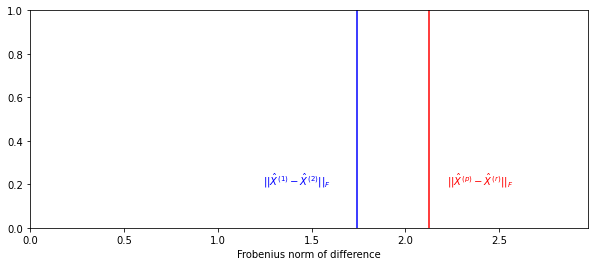 1.0
0.8
0.6
0.4
0.2
0.0
||X̂⁽¹⁾ − X̂⁽²⁾||_F
||X̂⁽ᵖ⁾ − X̂⁽ʳ⁾||_F
0.0 0.5 1.0 1.5 2.0 2.5
Frobenius norm of difference